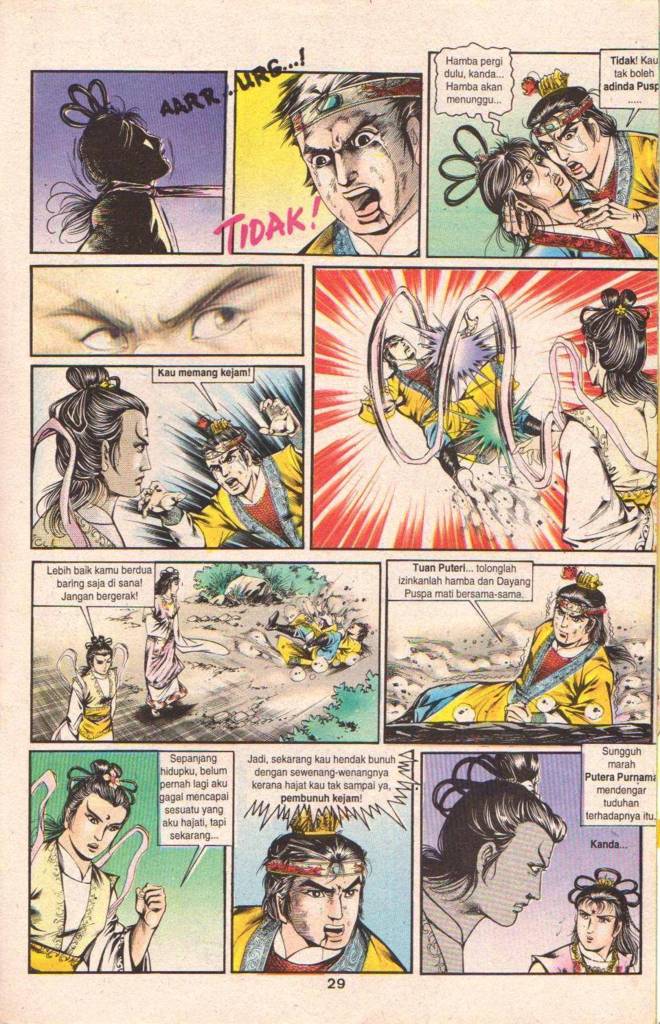 AARR...URG...!
TIDAK!
Hamba pergi
dulu, kanda...
Hamba akan
menunggu...
Tidak! Kau
tak boleh
adinda Pusp
.....
Kau memang kejam!
Lebih baik kamu berdua
baring saja di sana!
Jangan bergerak!
Tuan Puteri... tolonglah
izinkanlah hamba dan Dayang
Puspa mati bersama-sama.
Sepanjang
hidupku, belum
pernah lagi aku
gagal mencapai
sesuatu yang
aku hajati, tapi
sekarang...
Jadi, sekarang kau hendak bunuh
dengan sewenang-wenangnya
kerana hajat kau tak sampai ya,
pembunuh kejam!
Sungguh
marah
Putera Purnama
mendengar
tuduhan
terhadapnya itu.
Kanda...
29